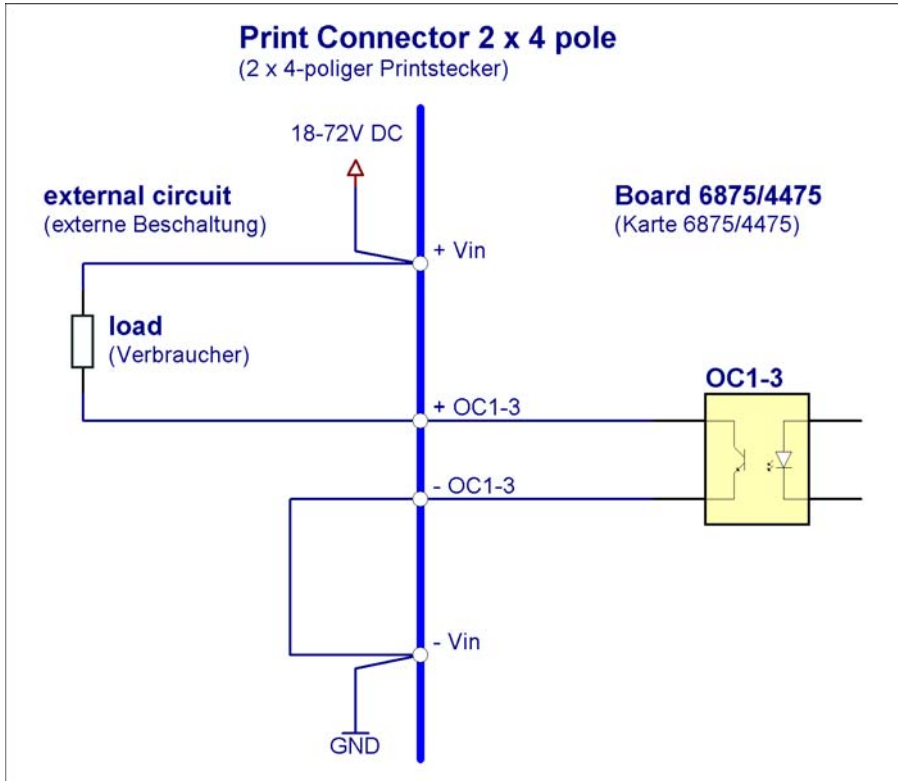 Print Connector 2 x 4 pole
(2 x 4-poliger Printstecker)
18-72V DC
external circuit
(externe Beschaltung)
Board 6875/4475
(Karte 6875/4475)
+ Vin
load
(Verbraucher)
OC1-3
+ OC1-3
- OC1-3
- Vin
GND